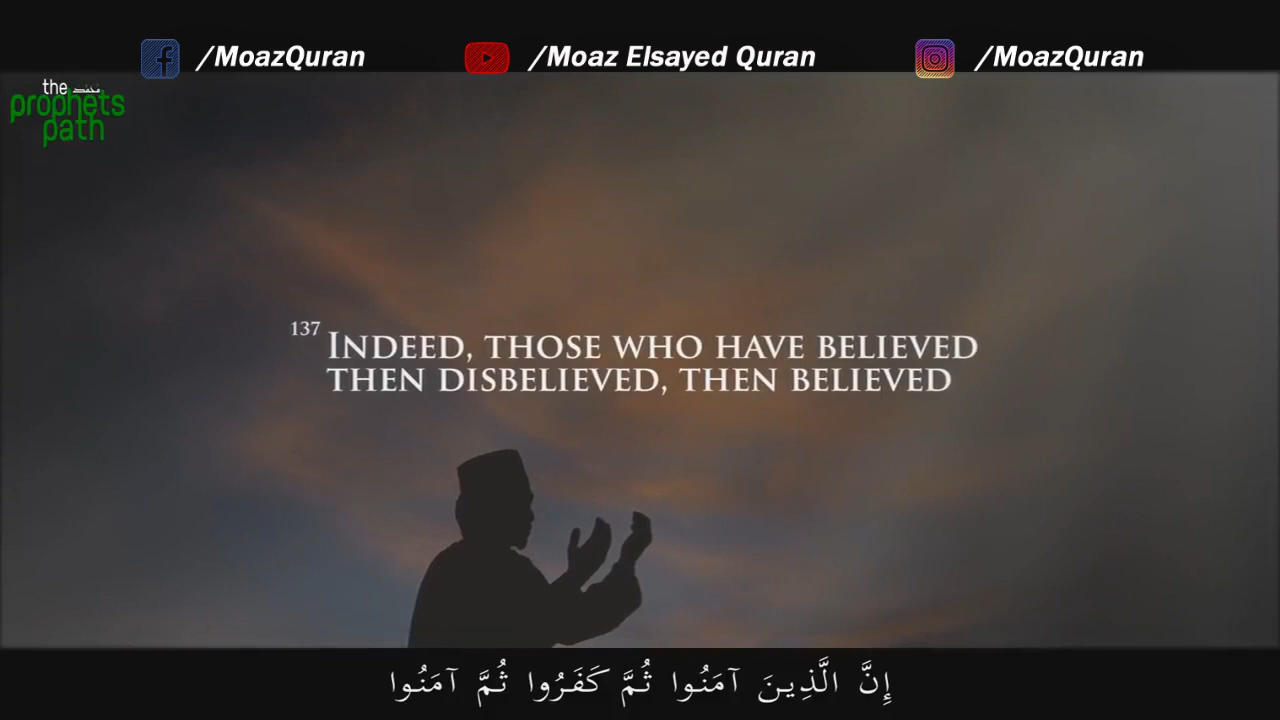 /MoazQuran
/Moaz Elsayed Quran
/MoazQuran
the محمد
prophets
path
137 INDEED, THOSE WHO HAVE BELIEVED
THEN DISBELIEVED, THEN BELIEVED
إِنَّ الَّذِينَ آمَنُوا ثُمَّ كَفَرُوا ثُمَّ آمَنُوا